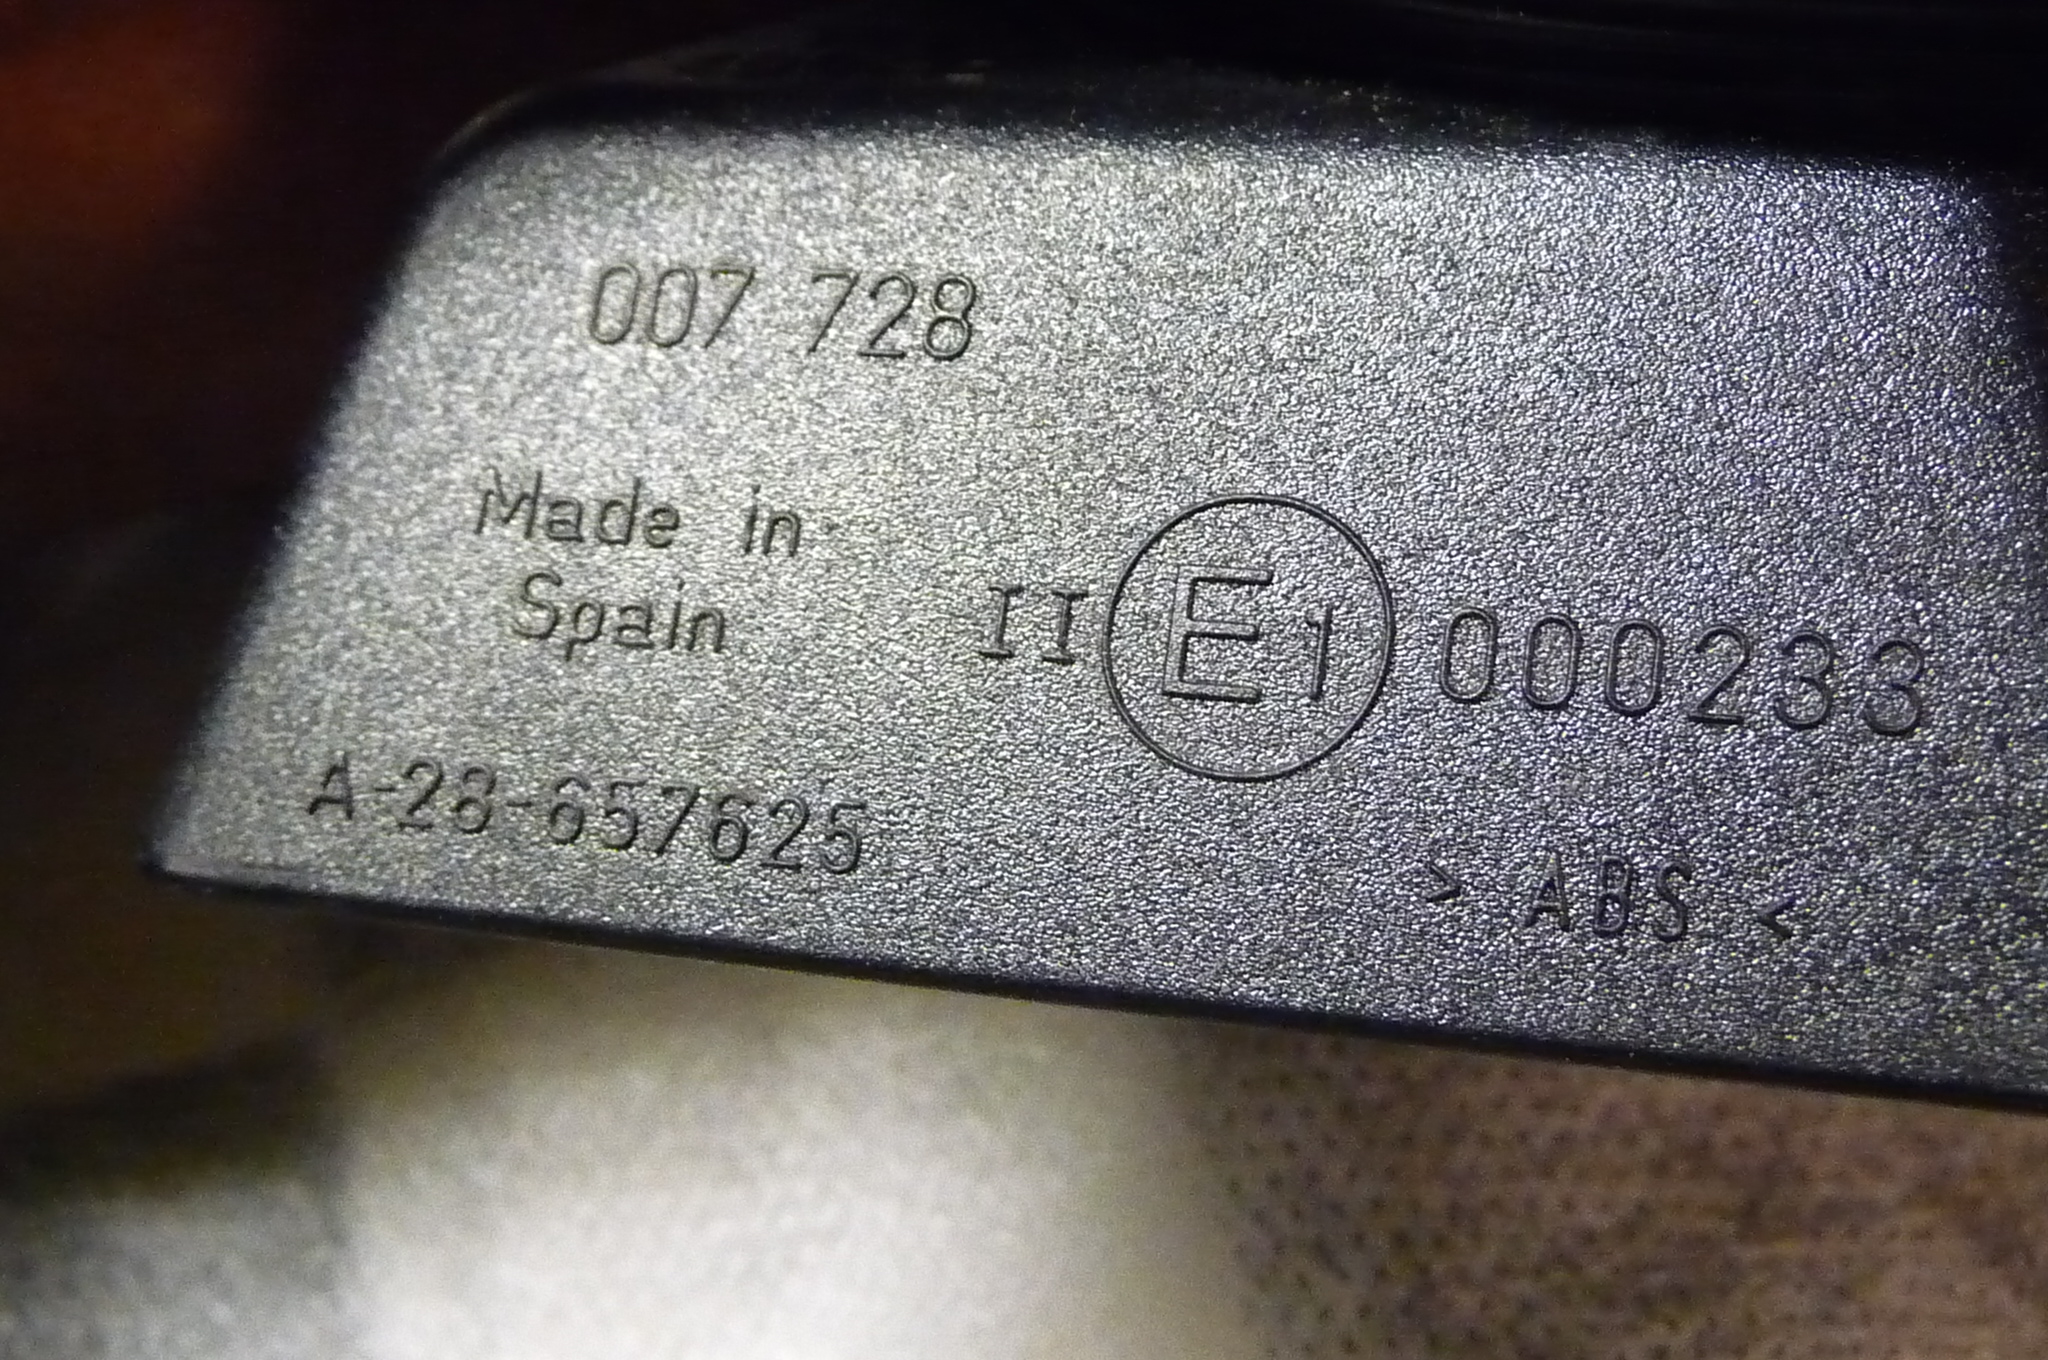 007 728
Made in
Spain
II E1 000233
A-28-657625
> ABS <